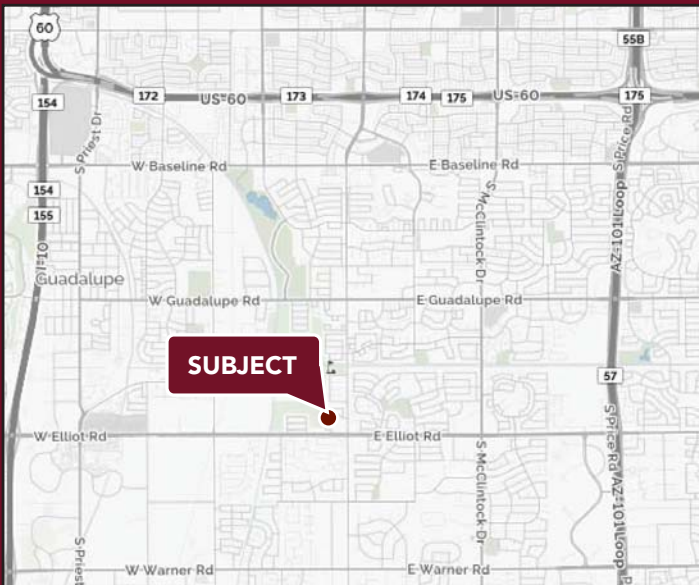 60
55B
172
US-60
173
174
175
US-60
175
154
S Priest Dr
S Price Rd
W Baseline Rd
E Baseline Rd
154
155
S McClintock Dr
AZ-101 Loop
I-10
Guadalupe
W Guadalupe Rd
E Guadalupe Rd
SUBJECT
57
W Elliot Rd
E Elliot Rd
S McClintock Dr
S Price Rd
AZ-101 Loop
S Priest
W Warner Rd
E Warner Rd